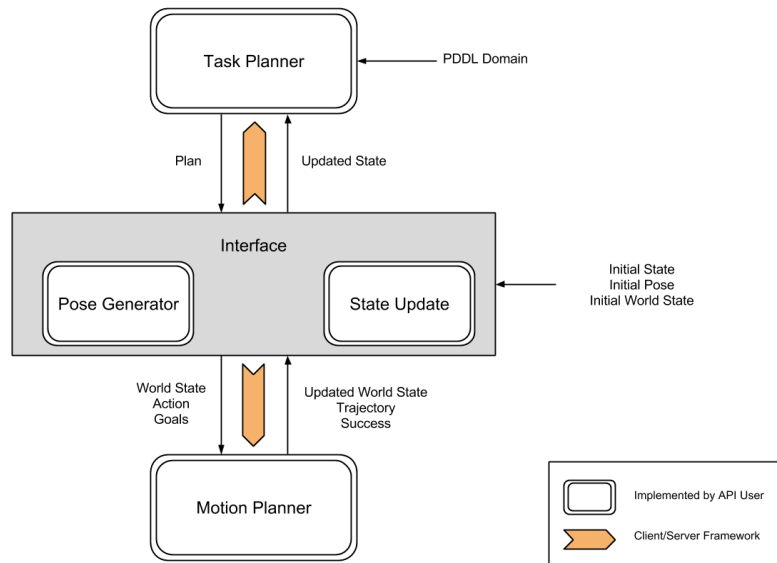 Task Planner
PDDL Domain
Plan
Updated State
Interface
Pose Generator
State Update
Initial State
Initial Pose
Initial World State
World State
Action
Goals
Updated World State
Trajectory
Success
Motion Planner
Implemented by API User
Client/Server Framework